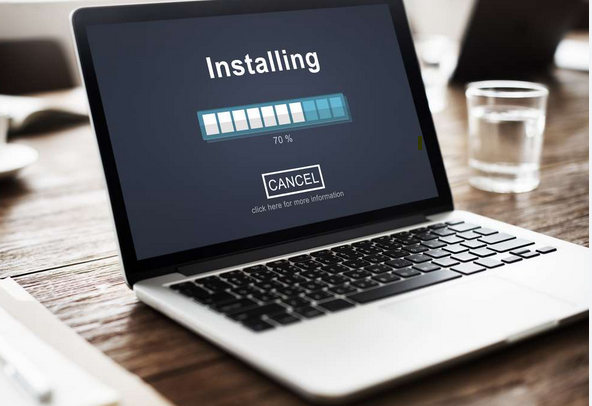 Installing
70 %
CANCEL
click here for more information